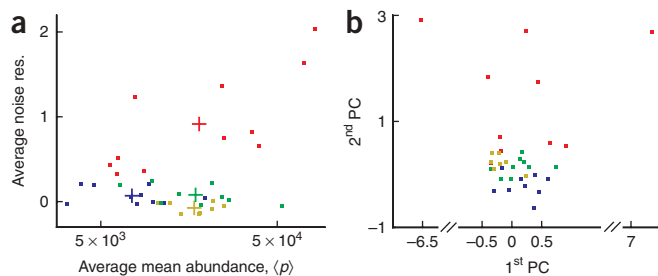 a
2
1
0
Average noise res.
5 × 10³
5 × 10⁴
Average mean abundance, ⟨p⟩
b
3
1
−1
2ⁿᵈ PC
−6.5
−0.5
0
0.5
7
1ˢᵗ PC